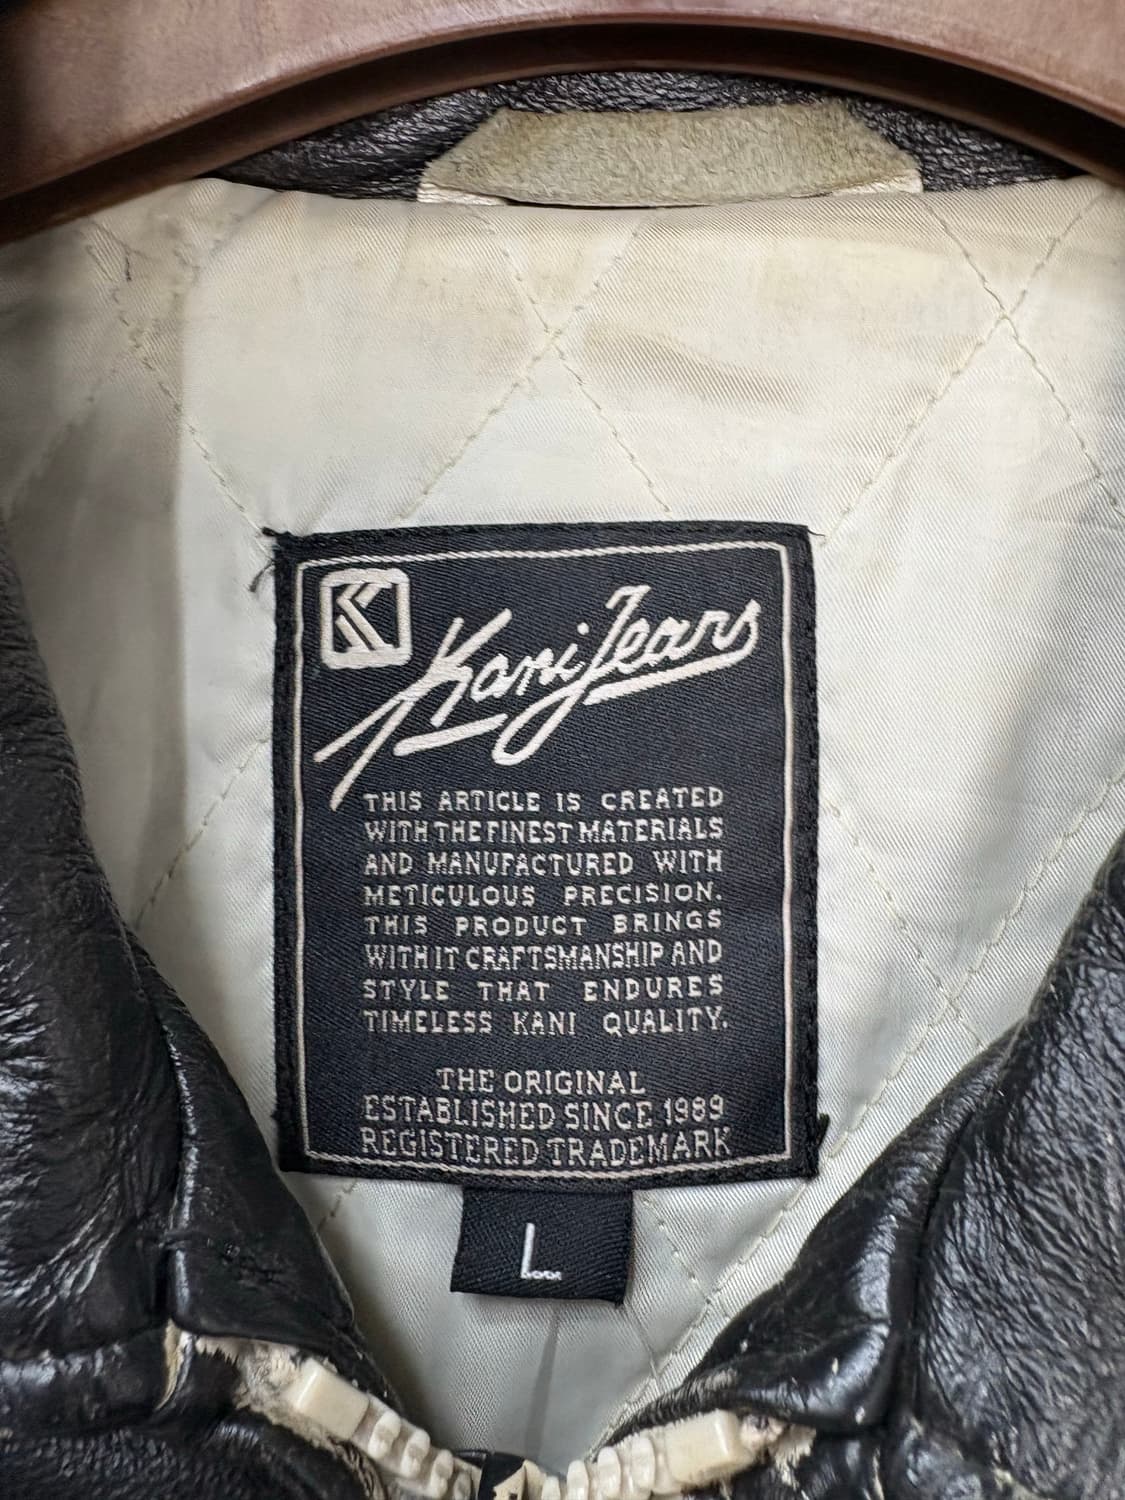 K
Kani Jeans
THIS ARTICLE IS CREATED
WITH THE FINEST MATERIALS
AND MANUFACTURED WITH
METICULOUS PRECISION.
THIS PRODUCT BRINGS
WITH IT CRAFTSMANSHIP AND
STYLE THAT ENDURES
TIMELESS KANI QUALITY.
THE ORIGINAL
ESTABLISHED SINCE 1989
REGISTERED TRADEMARK
L